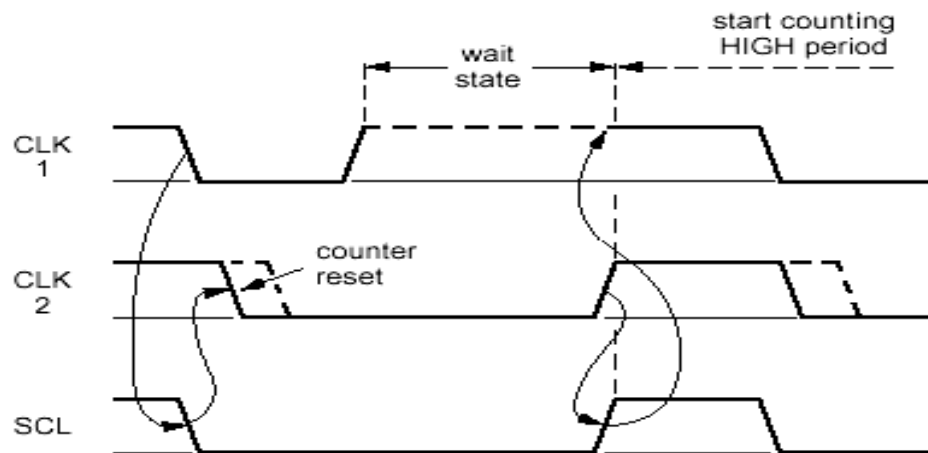 start counting
HIGH period
wait
state
CLK
1
counter
reset
CLK
2
SCL